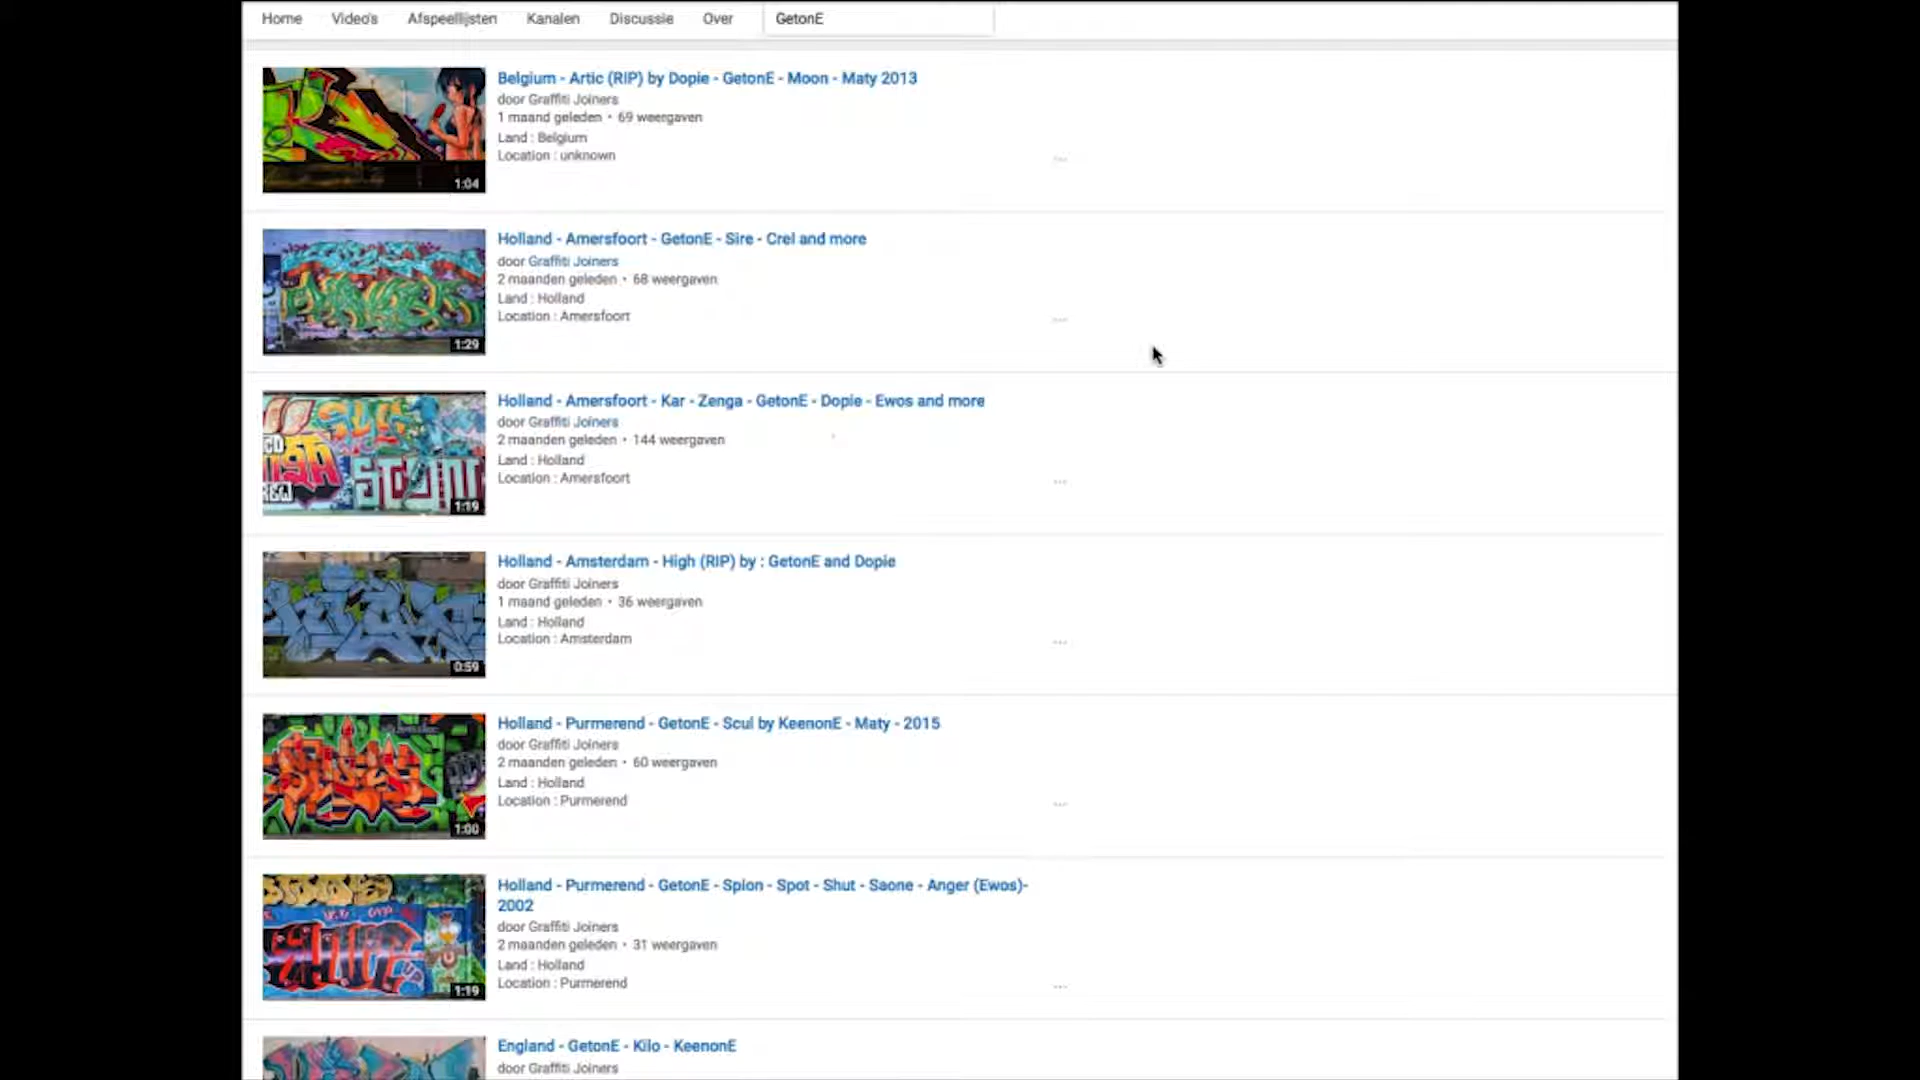 Home Video's Afspeellijsten Kanalen Discussie Over GetonE
Belgium - Artic (RIP) by Dopie - GetonE - Moon - Maty 2013
door Graffiti Joiners
1 maand geleden • 69 weergaven
Land : Belgium
Location : unknown
1:04
Holland - Amersfoort - GetonE - Sire - Crel and more
door Graffiti Joiners
2 maanden geleden • 68 weergaven
Land : Holland
Location : Amersfoort
1:29
Holland - Amersfoort - Kar - Zenga - GetonE - Dopie - Ewos and more
door Graffiti Joiners
2 maanden geleden • 144 weergaven
Land : Holland
Location : Amersfoort
1:19
Holland - Amsterdam - High (RIP) by : GetonE and Dopie
door Graffiti Joiners
1 maand geleden • 36 weergaven
Land : Holland
Location : Amsterdam
0:59
Holland - Purmerend - GetonE - Scul by KeenonE - Maty - 2015
door Graffiti Joiners
2 maanden geleden • 60 weergaven
Land : Holland
Location : Purmerend
1:00
Holland - Purmerend - GetonE - Spion - Spot - Shut - Saone - Anger (Ewos)-
2002
door Graffiti Joiners
2 maanden geleden • 31 weergaven
Land : Holland
Location : Purmerend
1:19
England - GetonE - Kilo - KeenonE
door Graffiti Joiners